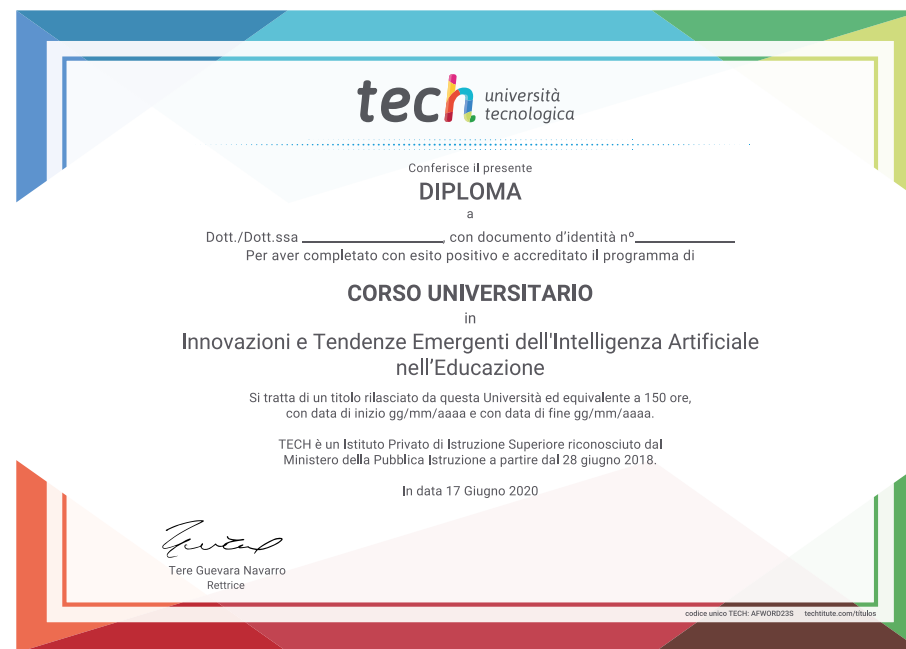 tech università
tecnologica
Conferisce il presente
DIPLOMA
a
Dott./Dott.ssa ____________________, con documento d'identità nº______________
Per aver completato con esito positivo e accreditato il programma di
CORSO UNIVERSITARIO
in
Innovazioni e Tendenze Emergenti dell'Intelligenza Artificiale
nell'Educazione
Si tratta di un titolo rilasciato da questa Università ed equivalente a 150 ore,
con data di inizio gg/mm/aaaa e con data di fine gg/mm/aaaa.
TECH è un Istituto Privato di Istruzione Superiore riconosciuto dal
Ministero della Pubblica Istruzione a partire dal 28 giugno 2018.
In data 17 Giugno 2020
Tere Guevara Navarro
Rettrice
codice unico TECH: AFWORD23S techtitute.com/titulos